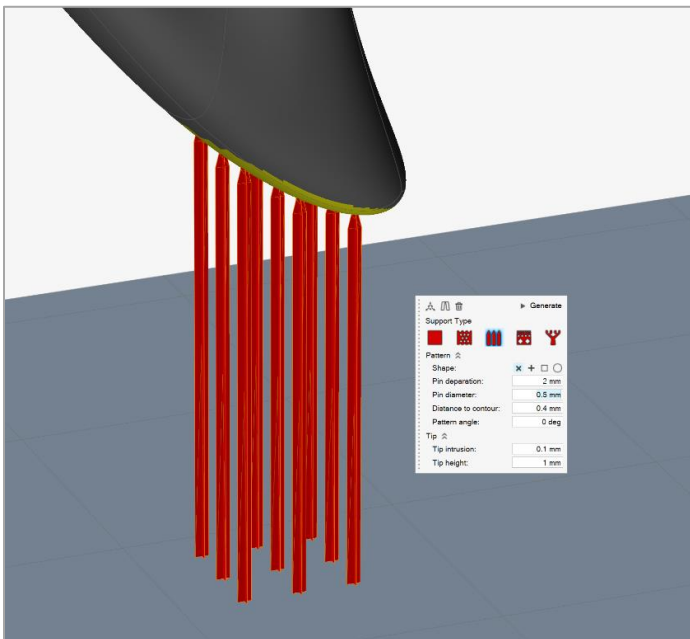 Generate
Support Type
Pattern
Shape:
Pin deparation: 2 mm
Pin diameter: 0.5 mm
Distance to contour: 0.4 mm
Pattern angle: 0 deg
Tip
Tip intrusion: 0.1 mm
Tip height: 1 mm